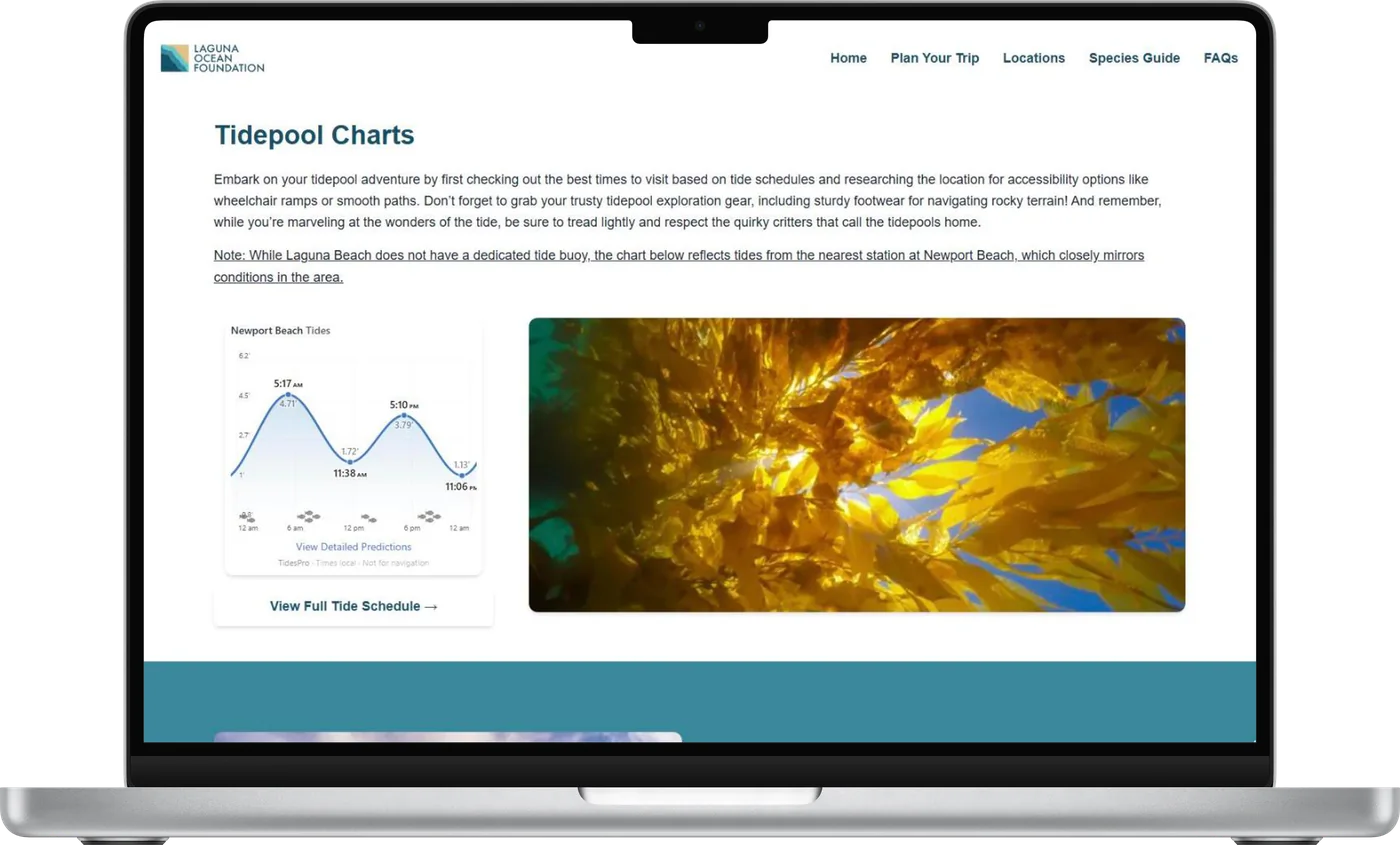 LAGUNA
OCEAN
FOUNDATION
Home Plan Your Trip Locations Species Guide FAQs
Tidepool Charts
Embark on your tidepool adventure by first checking out the best times to visit based on tide schedules and researching the location for accessibility options like
wheelchair ramps or smooth paths. Don’t forget to grab your trusty tidepool exploration gear, including sturdy footwear for navigating rocky terrain! And remember,
while you’re marveling at the wonders of the tide, be sure to tread lightly and respect the quirky critters that call the tidepools home.
Note: While Laguna Beach does not have a dedicated tide buoy, the chart below reflects tides from the nearest station at Newport Beach, which closely mirrors
conditions in the area.
Newport Beach Tides
6.2'
5:17 AM
4.5'
4.71'
5:10 PM
3.79'
2.7'
1.72'
11:38 AM
1.13'
1'
11:06
12 am 6 am 12 pm 6 pm 12 am
View Detailed Predictions
TidesPro · Times local · Not for navigation
View Full Tide Schedule →